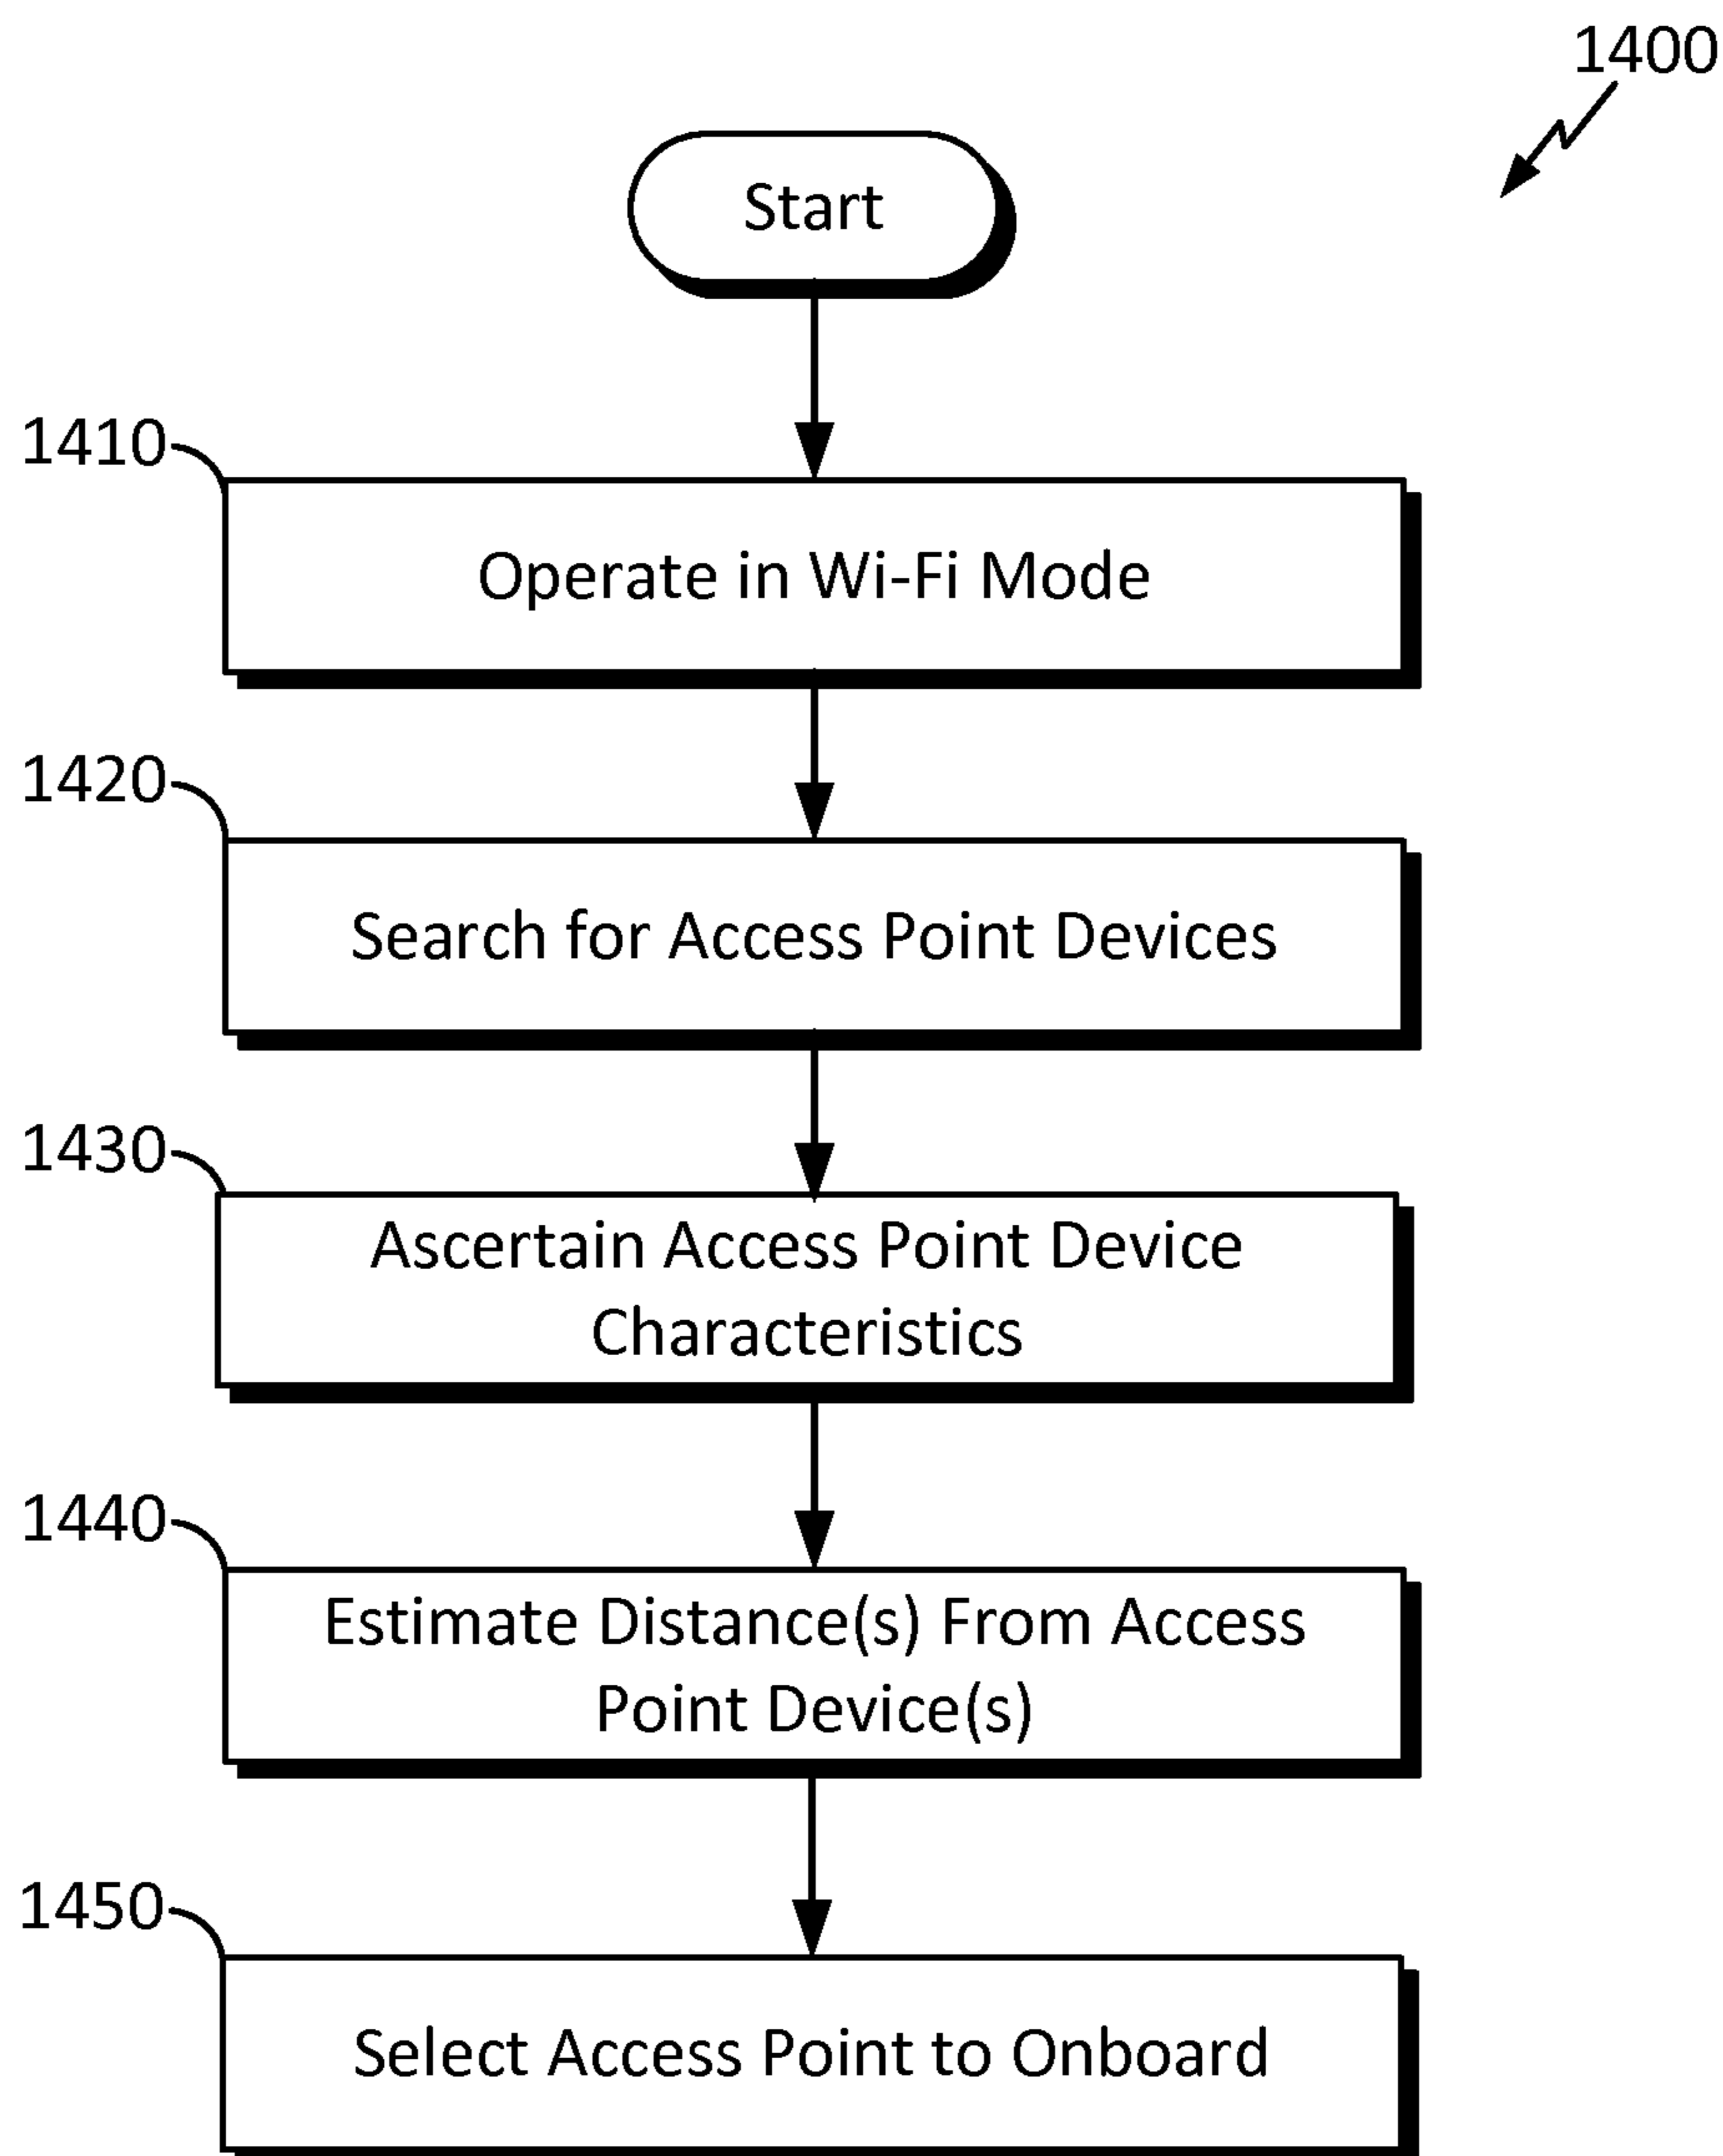 1400
Start
1410
Operate in Wi-Fi Mode
1420
Search for Access Point Devices
1430
Ascertain Access Point Device
Characteristics
1440
Estimate Distance(s) From Access
Point Device(s)
1450
Select Access Point to Onboard